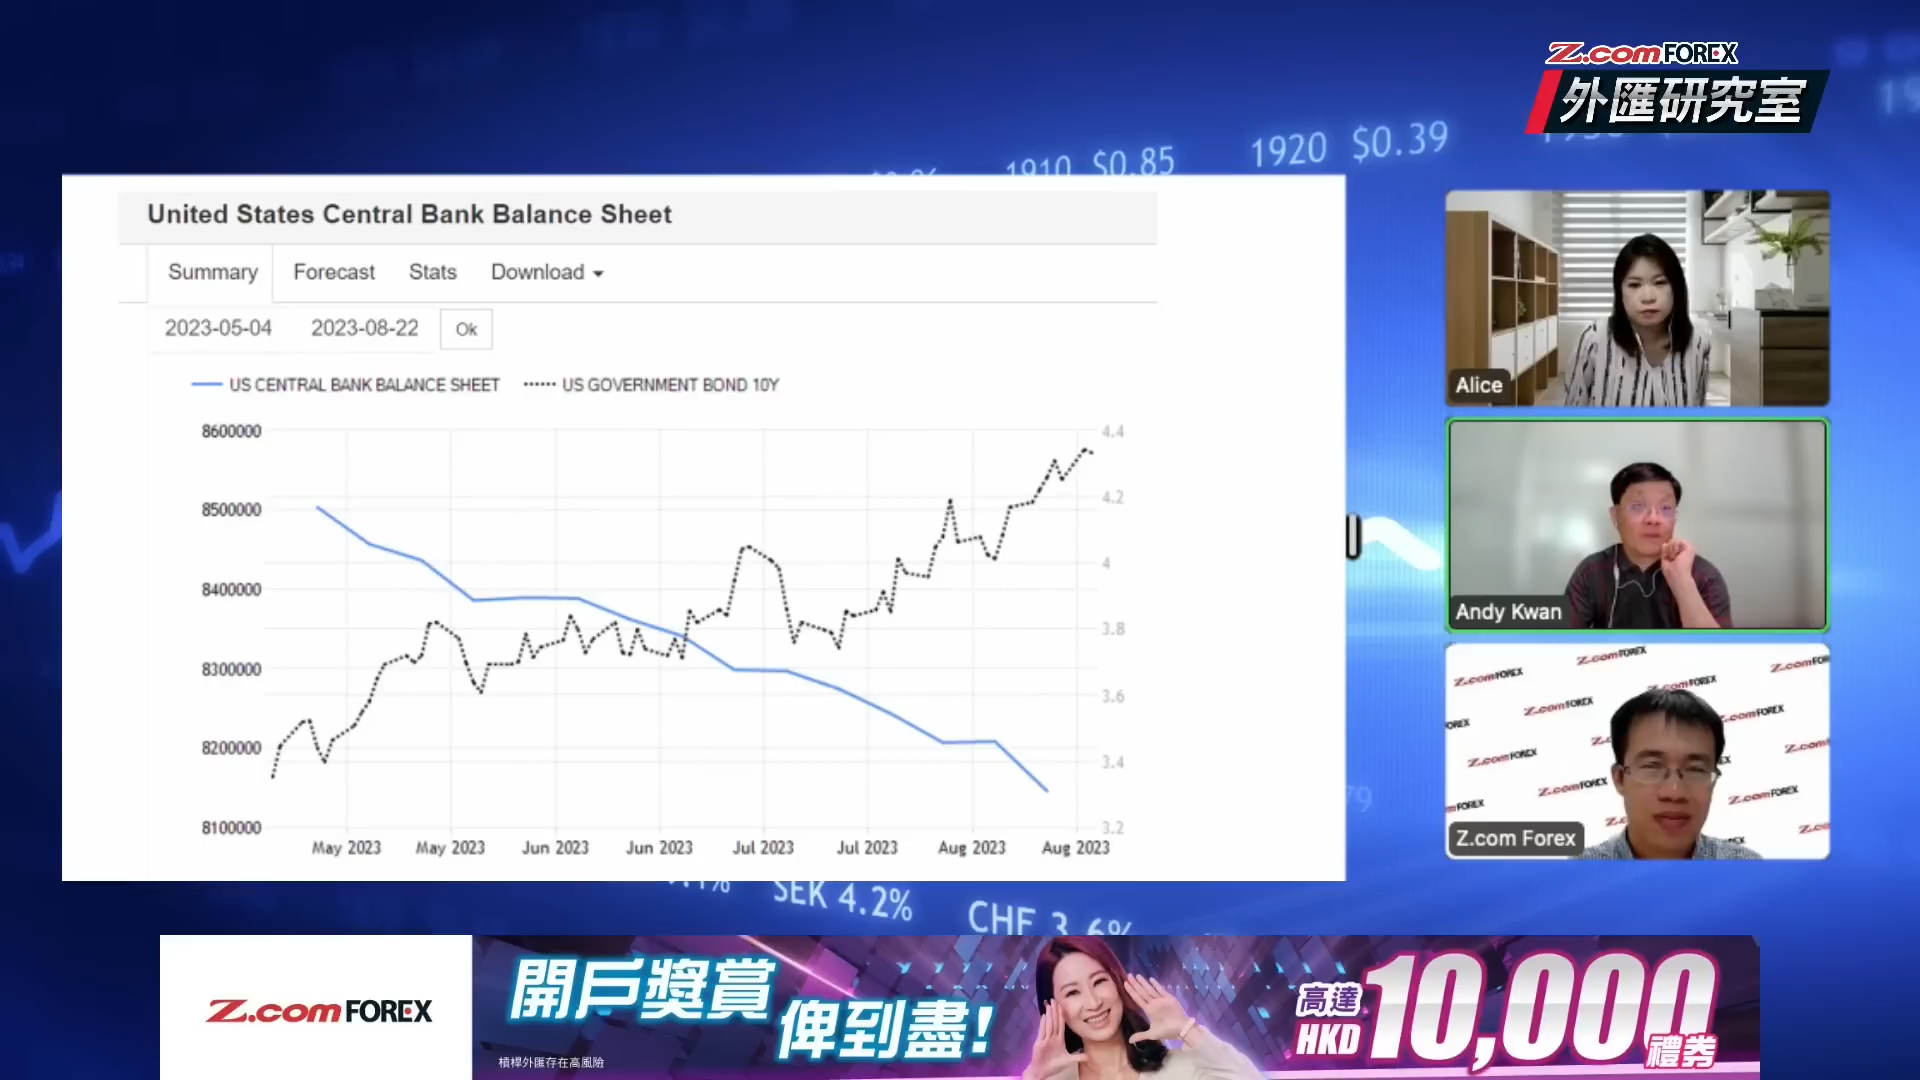 Z.com FOREX
外匯研究室
1910 $0.85
1920 $0.39
United States Central Bank Balance Sheet
Summary Forecast Stats Download
2023-05-04 2023-08-22 Ok
US CENTRAL BANK BALANCE SHEET US GOVERNMENT BOND 10Y
8600000 4.4
8500000 4.2
8400000 4
8300000 3.8
3.6
8200000 3.4
8100000 3.2
May 2023 May 2023 Jun 2023 Jun 2023 Jul 2023 Jul 2023 Aug 2023 Aug 2023
Alice
Andy Kwan
Z.com FOREX
Z.com Forex
SEK 4.2%
CHF 3.6%
Z.com FOREX
開戶獎賞
俾到盡!
槓桿外匯存在高風險
高達
HKD 10,000
禮券